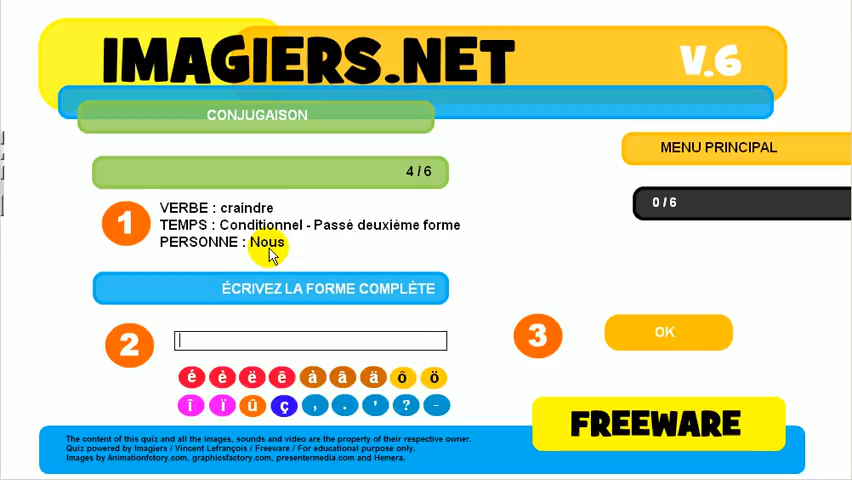 IMAGIERS.NET
V.6
CONJUGAISON
MENU PRINCIPAL
4 / 6
0 / 6
1
VERBE : craindre
TEMPS : Conditionnel - Passé deuxième forme
PERSONNE : Nous
ÉCRIVEZ LA FORME COMPLÈTE
2
3
OK
é è ë ê à â ä ô ö
î ï û ç , . ' ? -
FREEWARE
The content of this quiz and all the images, sounds and video are the property of their respective owner.
Quiz powered by Imagiers / Vincent Lefrançois / Freeware / For educational purpose only.
Images by Animationfctory.com, graphicsfactory.com, presentermedia.com and Hemera.